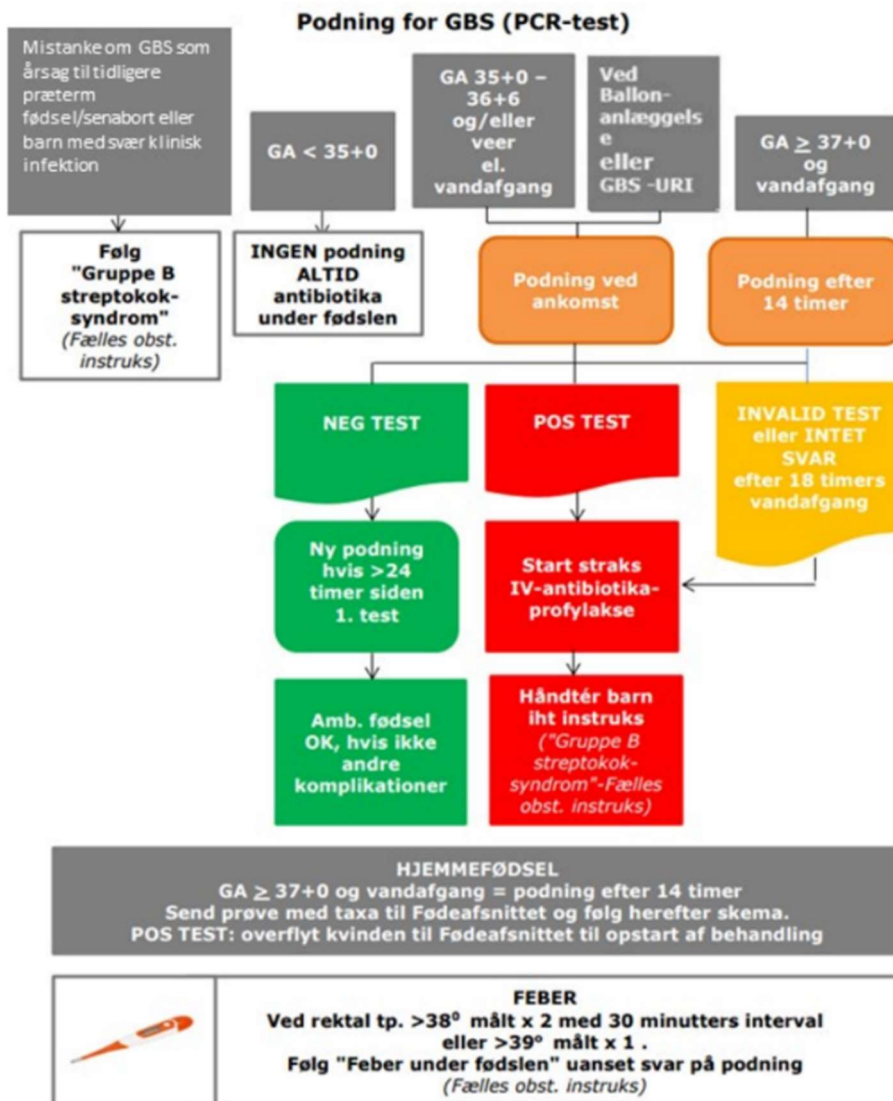 Podning for GBS (PCR-test)
Mistanke om GBS som
årsag til tidligere
præterm
fødsel/senabort eller
barn med svær klinisk
infektion
Følg
"Gruppe B
streptokok-
syndrom"
(Fælles obst.
instruks)
GA < 35+0
INGEN podning
ALTID
antibiotika
under fødslen
GA 35+0 –
36+6
og/eller
veer
el.
vandafgang
Ved
Ballon-
anlæggels
e
eller
GBS -URI
GA ≥ 37+0
og
vandafgang
Podning ved
ankomst
Podning efter
14 timer
NEG TEST
POS TEST
INVALID TEST
eller INTET
SVAR
efter 18 timers
vandafgang
Ny podning
hvis >24
timer siden
1. test
Start straks
IV-antibiotika-
profylakse
Amb. fødsel
OK, hvis ikke
andre
komplikationer
Håndtér barn
iht instruks
("Gruppe B
streptokok-
syndrom"-Fælles
obst. instruks)
HJEMMEFØDSEL
GA ≥ 37+0 og vandafgang = podning efter 14 timer
Send prøve med taxa til Fødeafsnittet og følg herefter skema.
POS TEST: overflyt kvinden til Fødeafsnittet til opstart af behandling
FEBER
Ved rektal tp. >38⁰ målt x 2 med 30 minutters interval
eller >39° målt x 1 .
Følg "Feber under fødslen" uanset svar på podning
(Fælles obst. instruks)